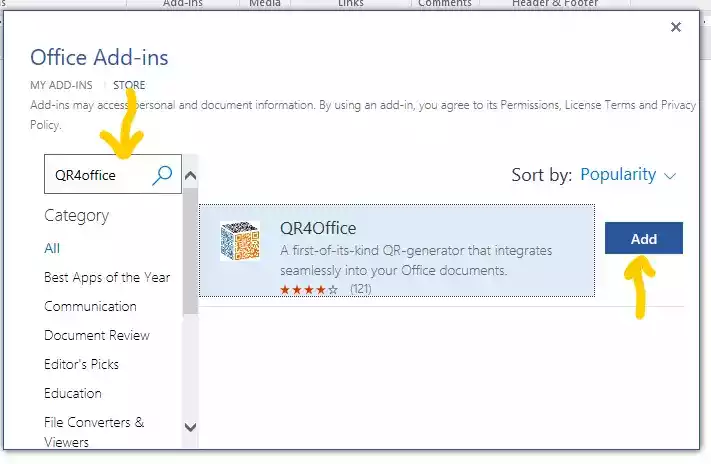 Add-ins Media Links Comments Header & Footer
Office Add-ins
MY ADD-INS STORE
Add-ins may access personal and document information. By using an add-in, you agree to its Permissions, License Terms and Privacy
Policy.
QR4office
Sort by: Popularity
Category
QR4Office
Add
A first-of-its-kind QR-generator that integrates
seamlessly into your Office documents.
(121)
All
Best Apps of the Year
Communication
Document Review
Editor's Picks
Education
File Converters &
Viewers